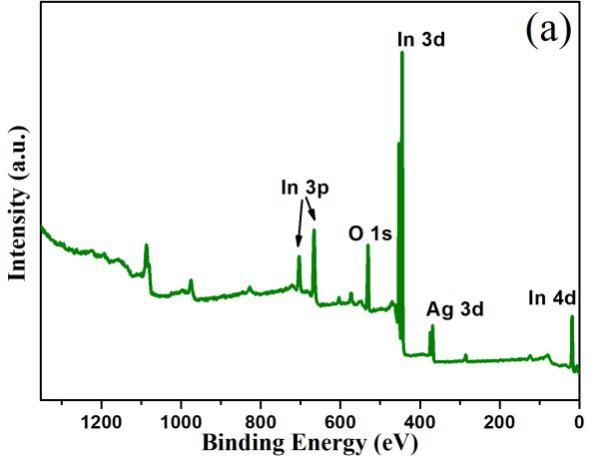 (a)
In 3d
In 3p
O 1s
Ag 3d
In 4d
Intensity (a.u.)
1200 1000 800 600 400 200 0
Binding Energy (eV)